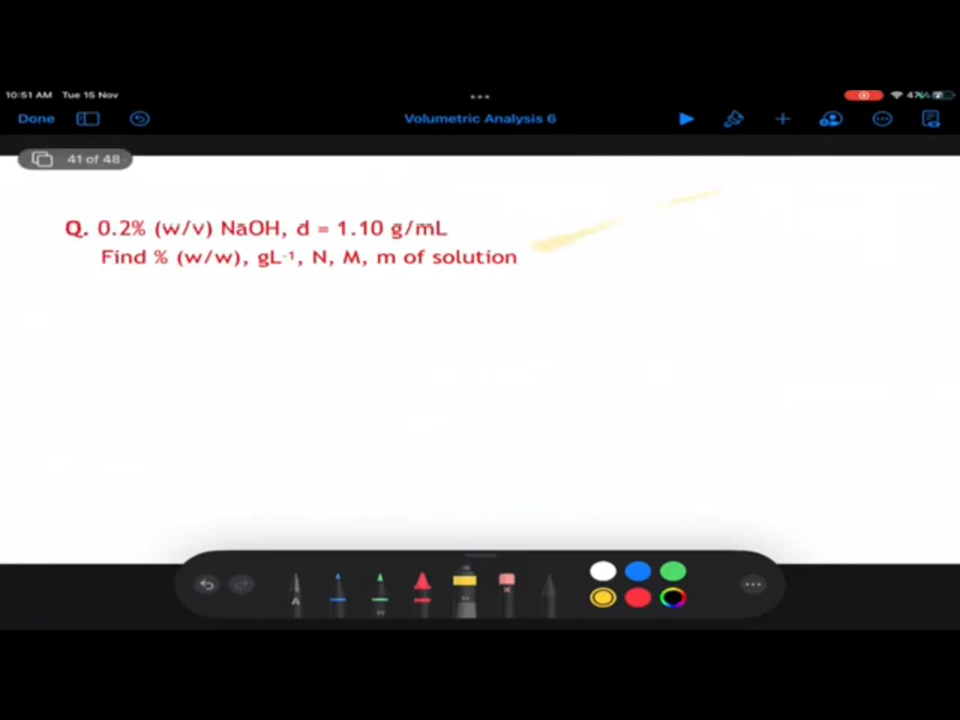 10:51 AM Tue 15 Nov
47%
Done
Volumetric Analysis 6
41 of 48
Q. 0.2% (w/v) NaOH, d = 1.10 g/mL
Find % (w/w), gL⁻¹, N, M, m of solution
A